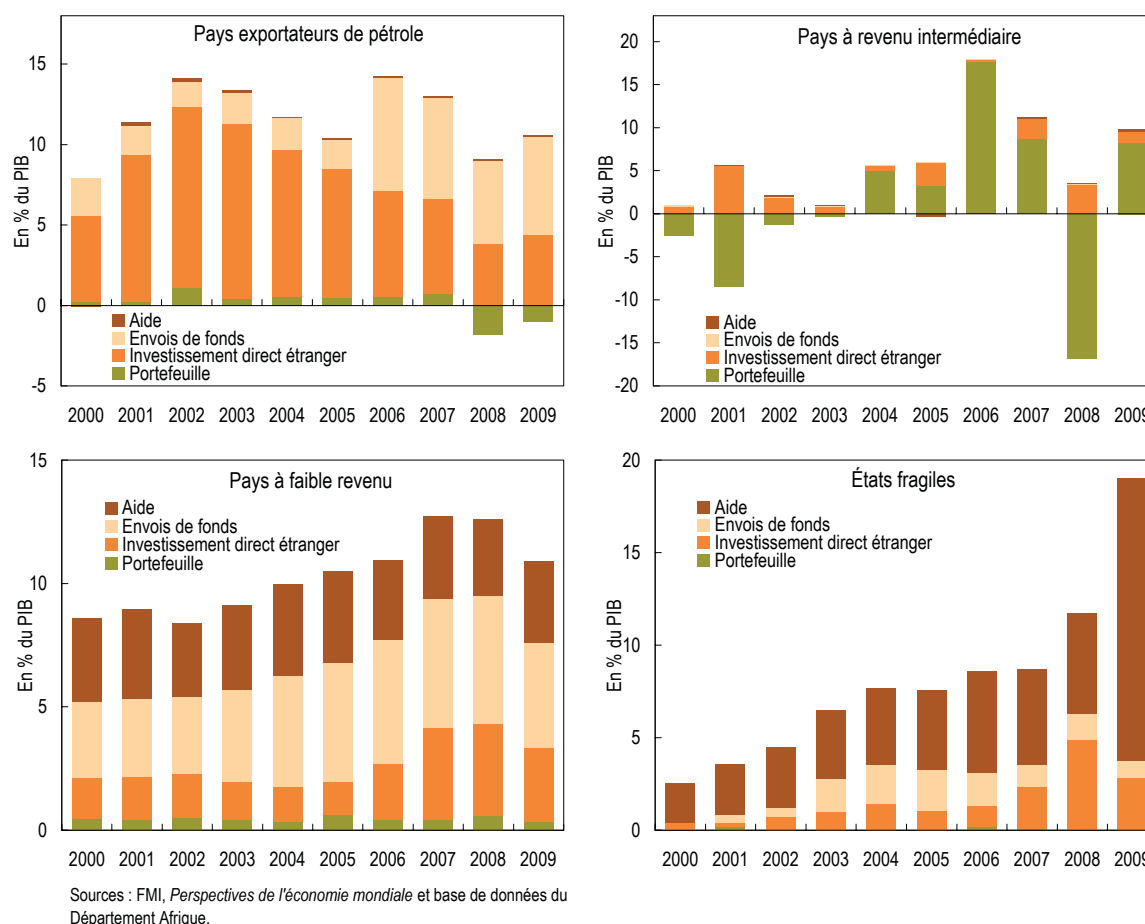 Pays exportateurs de pétrole
15
10
5
0
-5
En % du PIB
Aide
Envois de fonds
Investissement direct étranger
Portefeuille
2000 2001 2002 2003 2004 2005 2006 2007 2008 2009
Pays à revenu intermédiaire
20
15
10
5
0
-5
-10
-15
-20
En % du PIB
Aide
Envois de fonds
Investissement direct étranger
Portefeuille
2000 2001 2002 2003 2004 2005 2006 2007 2008 2009
Pays à faible revenu
15
10
5
0
En % du PIB
Aide
Envois de fonds
Investissement direct étranger
Portefeuille
2000 2001 2002 2003 2004 2005 2006 2007 2008 2009
États fragiles
20
15
10
5
0
En % du PIB
Aide
Envois de fonds
Investissement direct étranger
Portefeuille
2000 2001 2002 2003 2004 2005 2006 2007 2008 2009
Sources : FMI, Perspectives de l'économie mondiale et base de données du
Département Afrique.